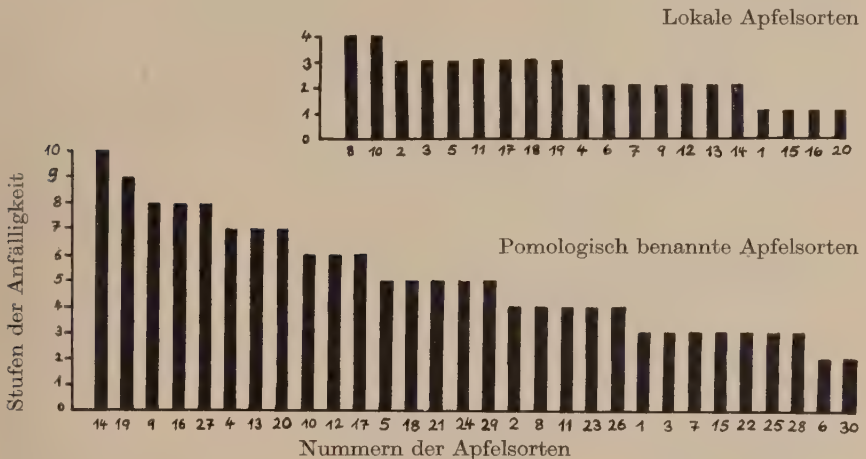 Lokale Apfelsorten
4
3
2
1
0
8 10 2 3 5 11 17 18 19 4 6 7 9 12 13 14 1 15 16 20
Stufen der Anfälligkeit
10
9
8
7
6
5
4
3
2
1
0
Pomologisch benannte Apfelsorten
14 19 9 16 27 4 13 20 10 12 17 5 18 21 24 29 2 8 11 23 26 1 3 7 15 22 25 28 6 30
Nummern der Apfelsorten